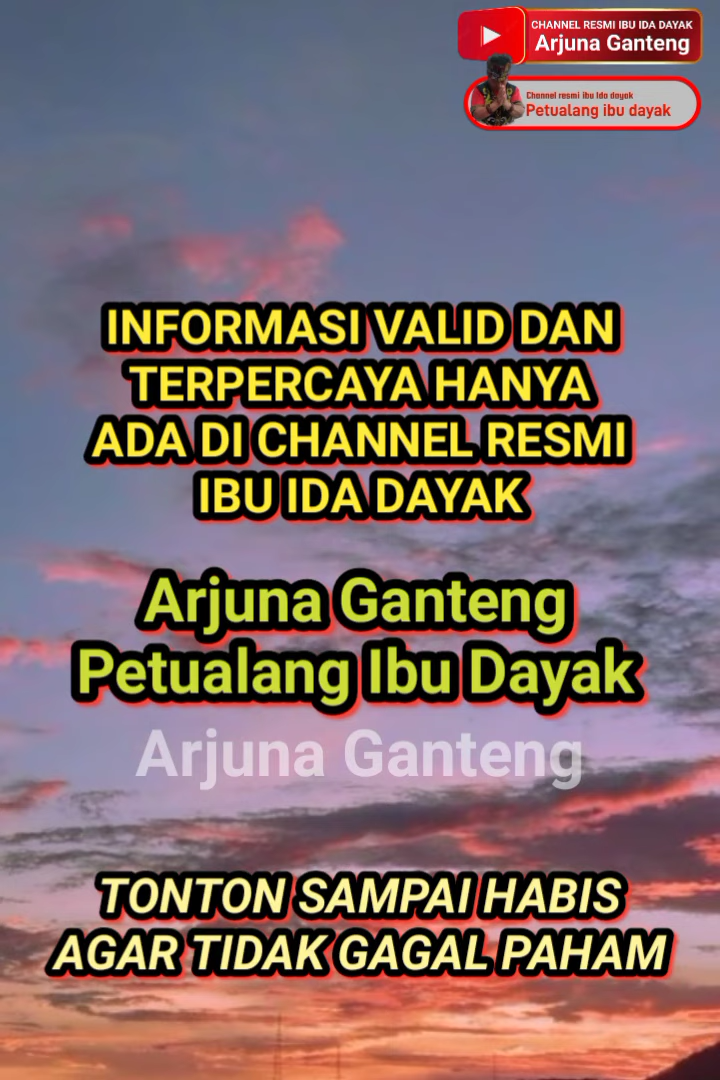 CHANNEL RESMI IBU IDA DAYAK
Arjuna Ganteng
Channel resmi ibu Ida dayak
Petualang ibu dayak
INFORMASI VALID DAN
TERPERCAYA HANYA
ADA DI CHANNEL RESMI
IBU IDA DAYAK
Arjuna Ganteng
Petualang Ibu Dayak
Arjuna Ganteng
TONTON SAMPAI HABIS
AGAR TIDAK GAGAL PAHAM